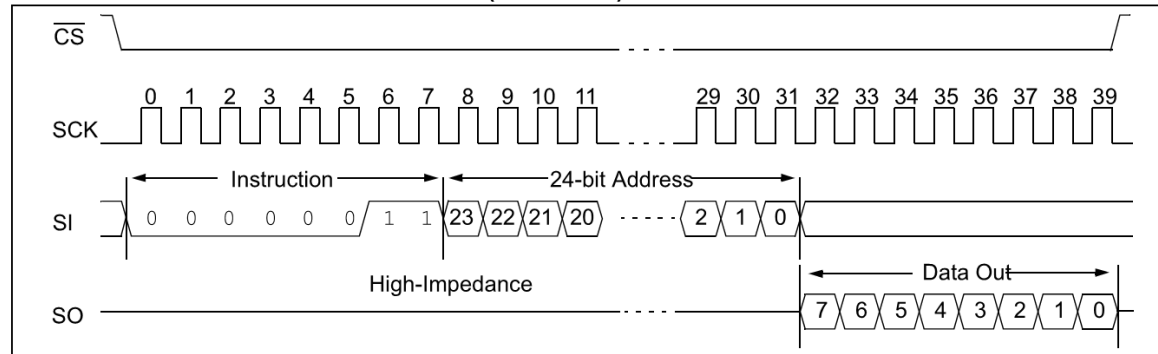 CS
0 1 2 3 4 5 6 7 8 9 10 11 29 30 31 32 33 34 35 36 37 38 39
SCK
Instruction 24-bit Address
SI 0 0 0 0 0 0 1 1 23 22 21 20 2 1 0
Data Out
High-Impedance
SO 7 6 5 4 3 2 1 0